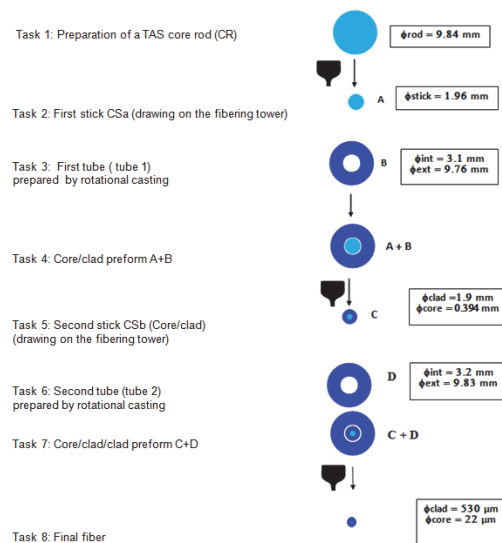 Task 1: Preparation of a TAS core rod (CR)
ϕrod = 9.84 mm
A
ϕstick = 1.96 mm
Task 2: First stick CSa (drawing on the fibering tower)
Task 3: First tube ( tube 1)
prepared by rotational casting
B
ϕint = 3.1 mm
ϕext = 9.76 mm
Task 4: Core/clad preform A+B
A + B
ϕclad =1.9 mm
ϕcore =0.394 mm
C
Task 5: Second stick CSb (Core/clad)
(drawing on the fibering tower)
Task 6: Second tube (tube 2)
prepared by rotational casting
D
ϕint = 3.2 mm
ϕext = 9.83 mm
Task 7: Core/clad/clad preform C+D
C + D
ϕclad = 530 μm
ϕcore = 22 μm
Task 8: Final fiber